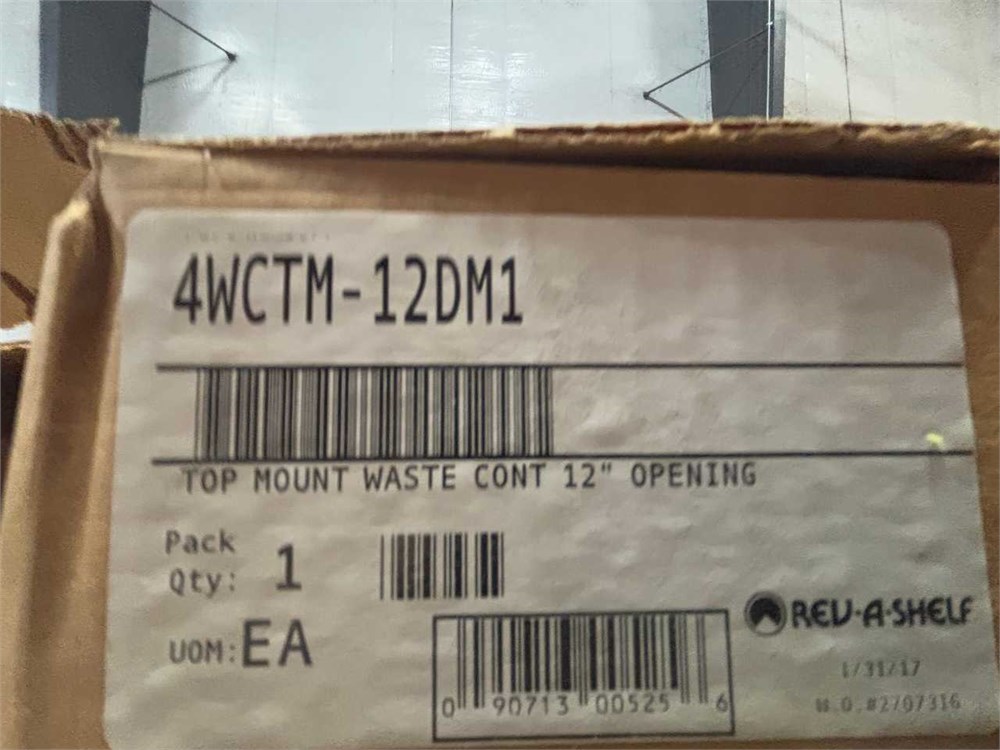 4WCTM-12DM1
TOP MOUNT WASTE CONT 12" OPENING
Pack
Qty: 1
UOM: EA
REV-A-SHELF
1/31/17
M.O.#2707316
0 90713 00525 6